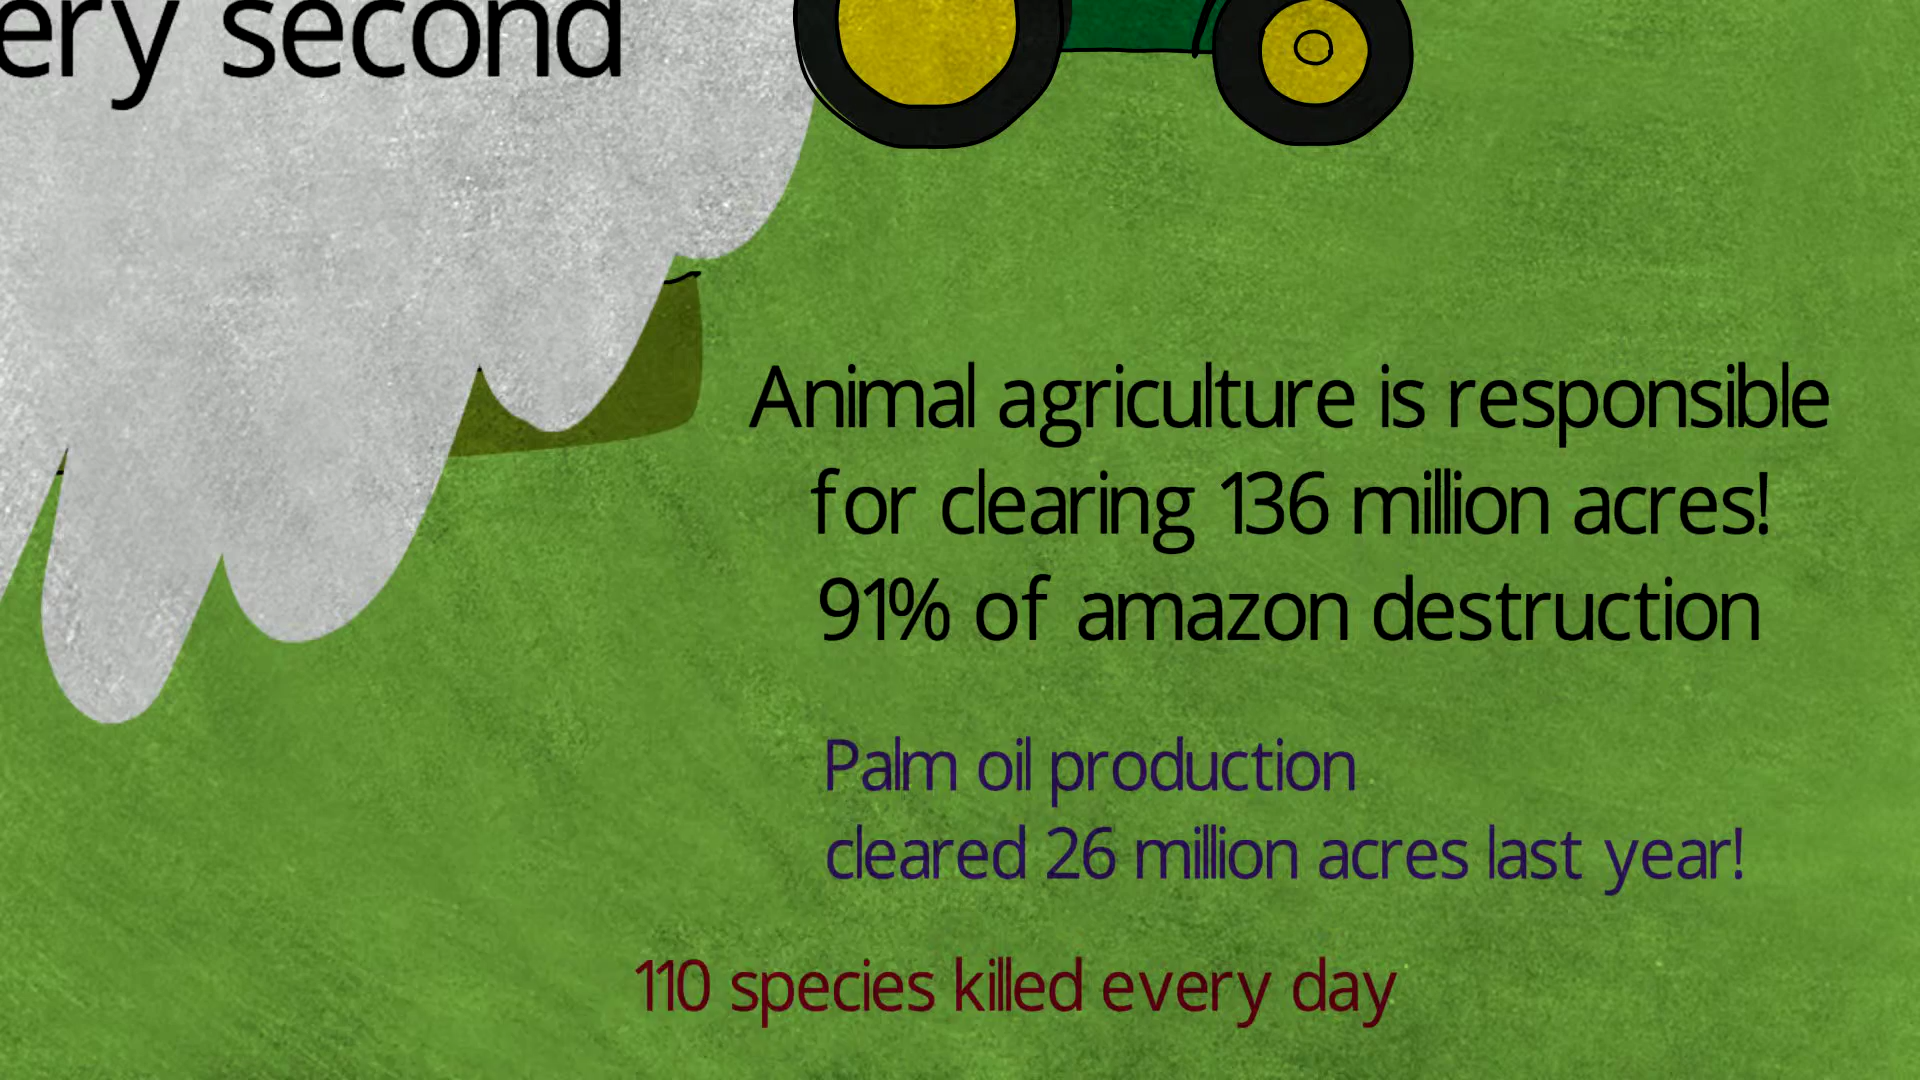 ery second
Animal agriculture is responsible
for clearing 136 million acres!
91% of amazon destruction
Palm oil production
cleared 26 million acres last year!
110 species killed every day